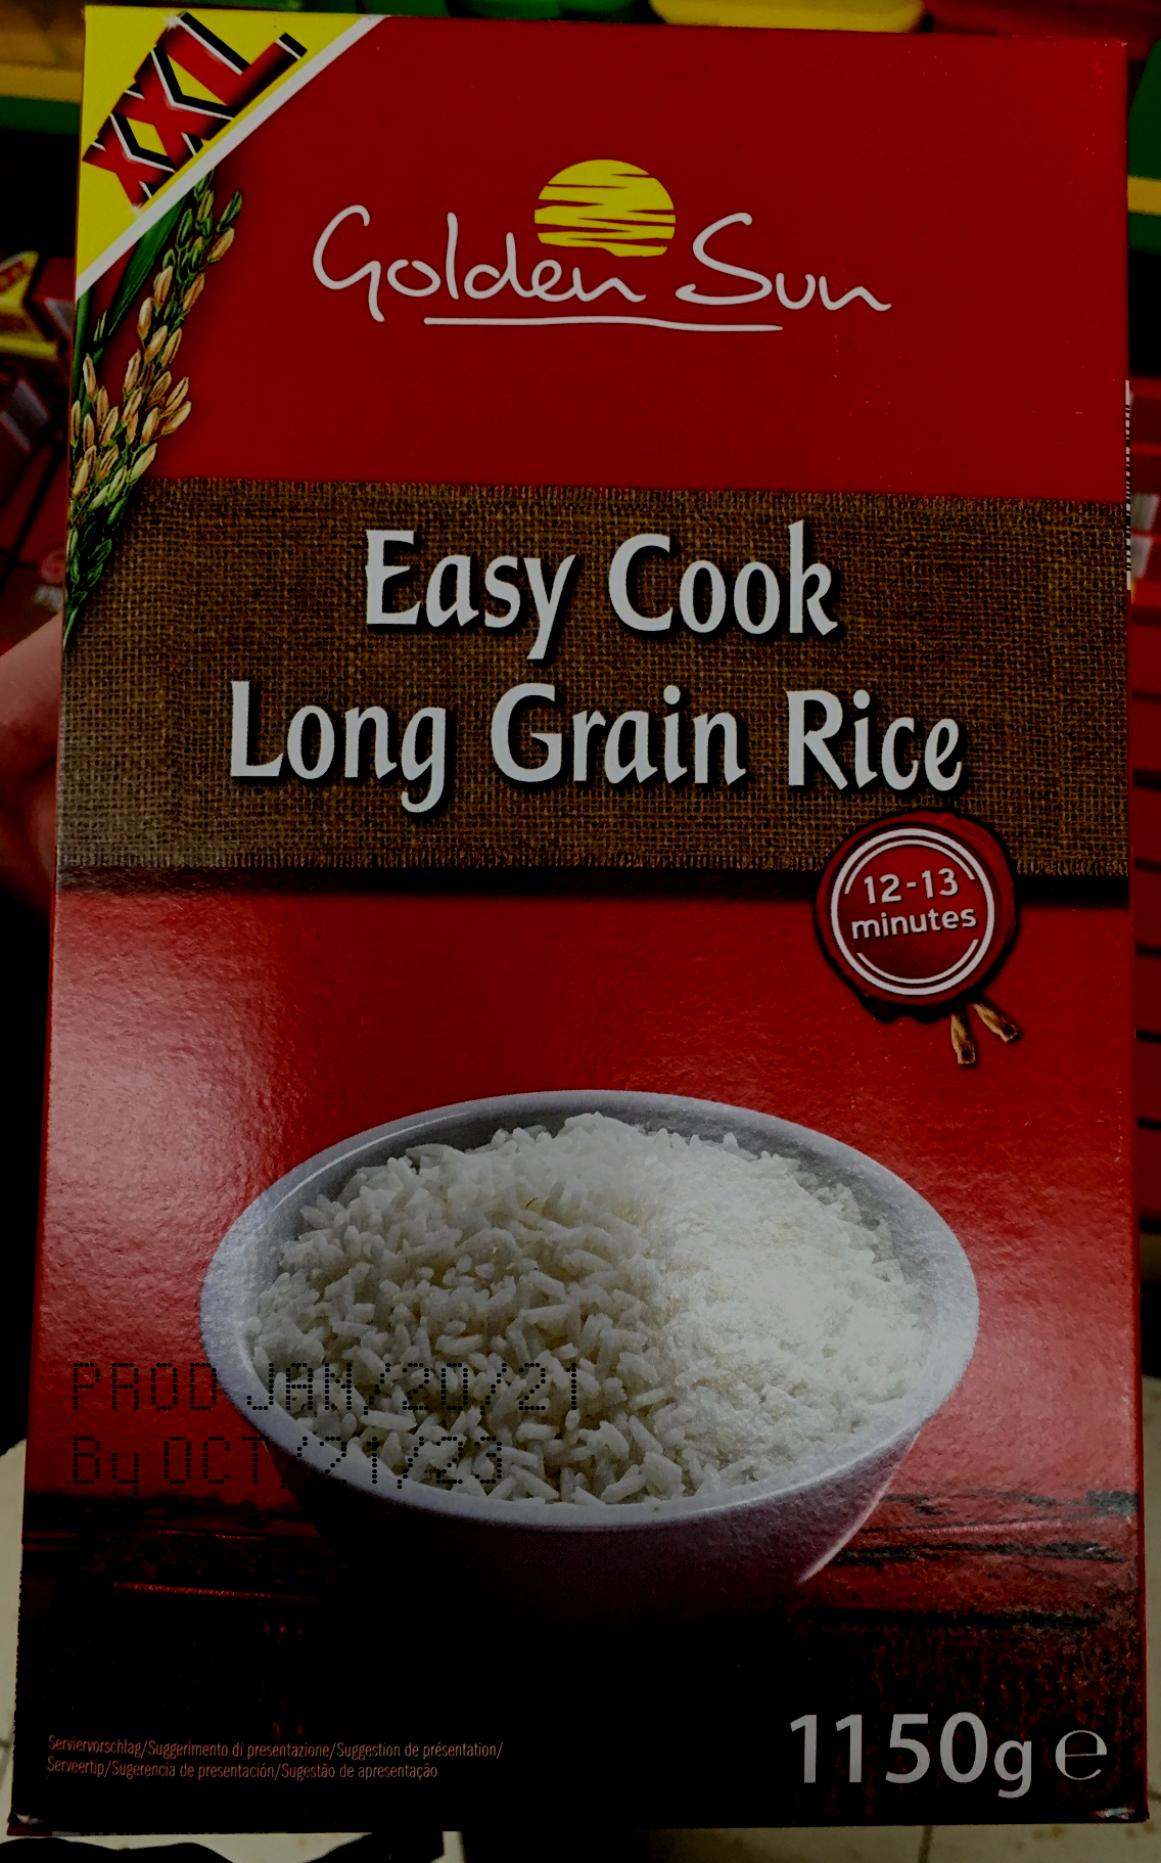 XXL
Golden Sun
Easy Cook
Long Grain Rice
12-13
minutes
PROD JAN/20/21
By OCT/21/23
Serviervorschlag/Suggerimento di presentazione/Suggestion de présentation/
Serveertip/Sugerencia de presentación/Sugestão de apresentação
1150g e